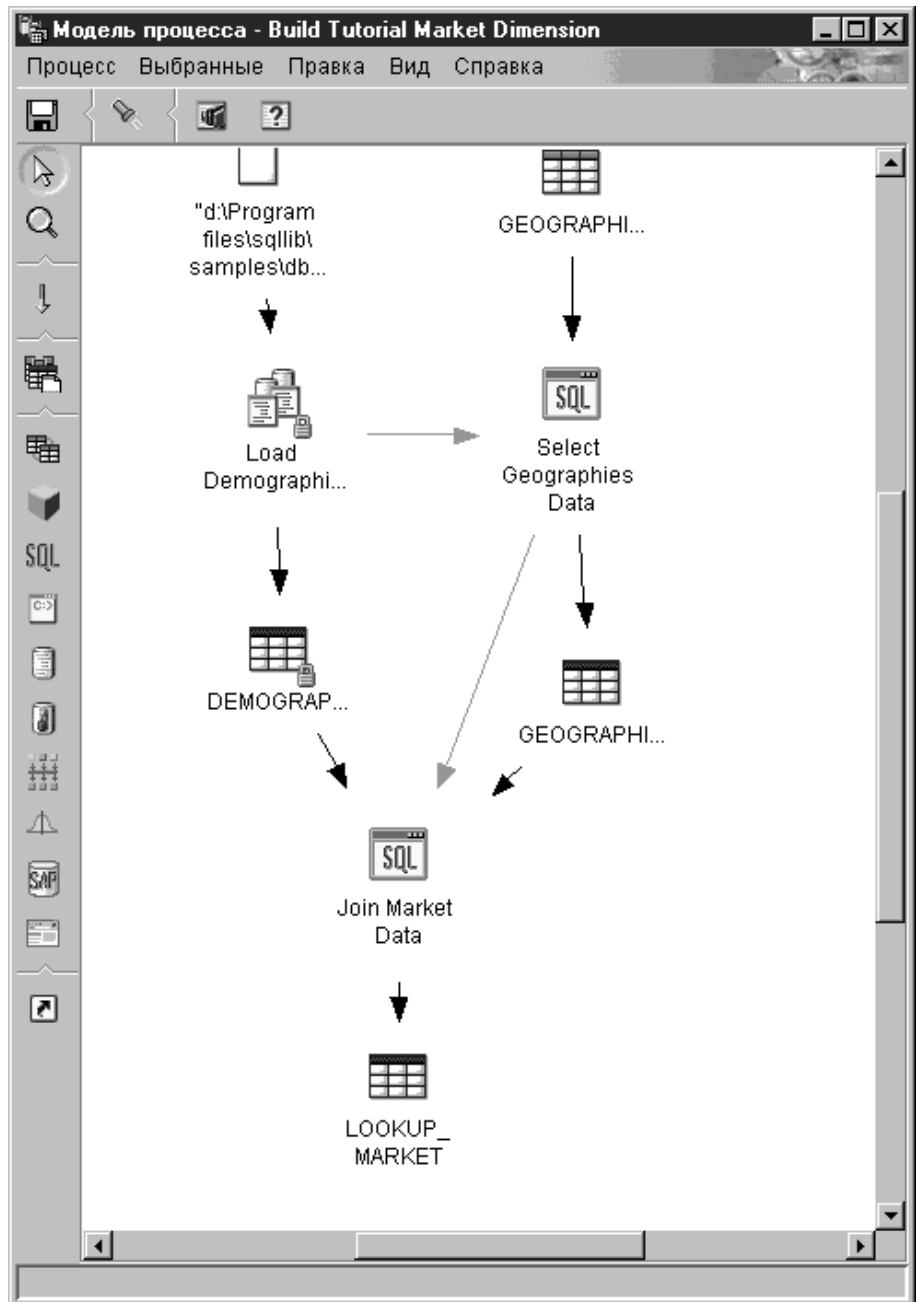 Модель процесса - Build Tutorial Market Dimension
Процесс Выбранные Правка Вид Справка
"d:\Program
files\sqllib\
samples\db...
GEOGRAPHI...
SQL
Load
Demographi...
Select
Geographies
Data
SQL
C:>
DEMOGRAP...
GEOGRAPHI...
SQL
SAP
Join Market
Data
LOOKUP_
MARKET